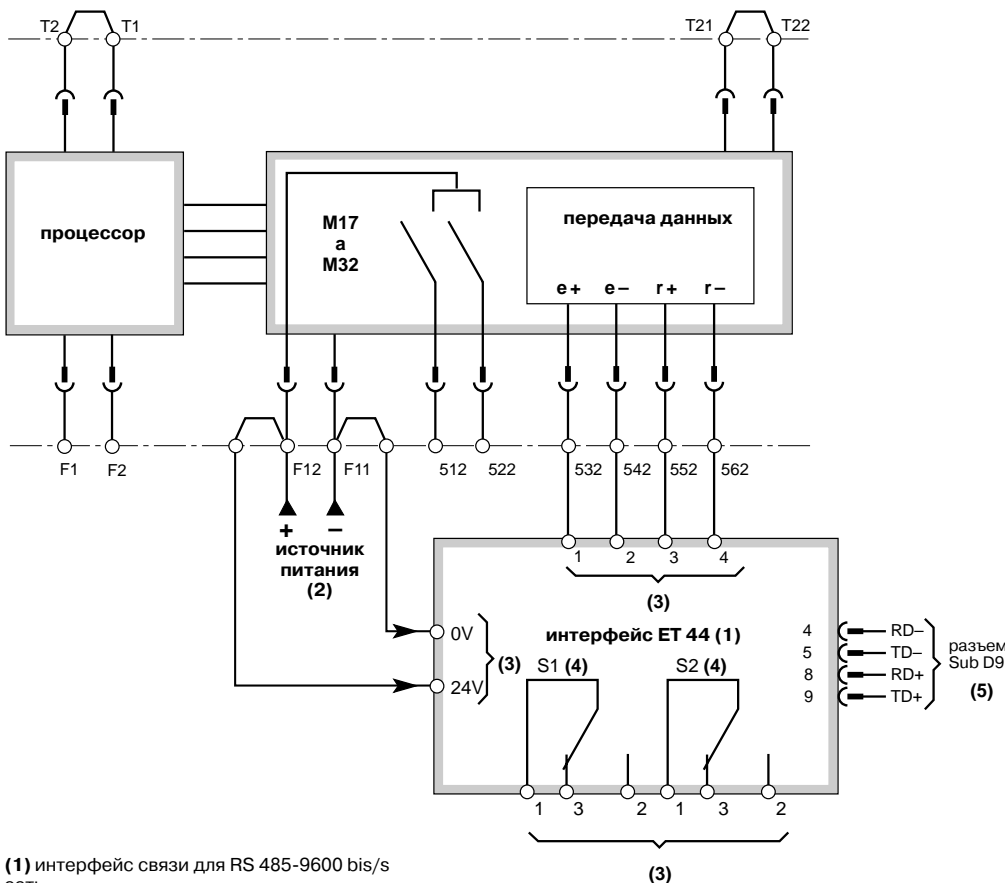 T2 T1 T21 T22
процессор
M17
а
M32
передача данных
e+ e– r+ r–
F1 F2 F12 F11 512 522 532 542 552 562
+ –
источник
питания
(2)
1 2 3 4
(3)
0V
24V
(3)
интерфейс ET 44 (1)
S1 (4) S2 (4)
4 RD–
5 TD–
8 RD+
9 TD+
разъем
Sub D9
(5)
1 3 2 1 3 2
(3)
(1) интерфейс связи для RS 485-9600 bis/s